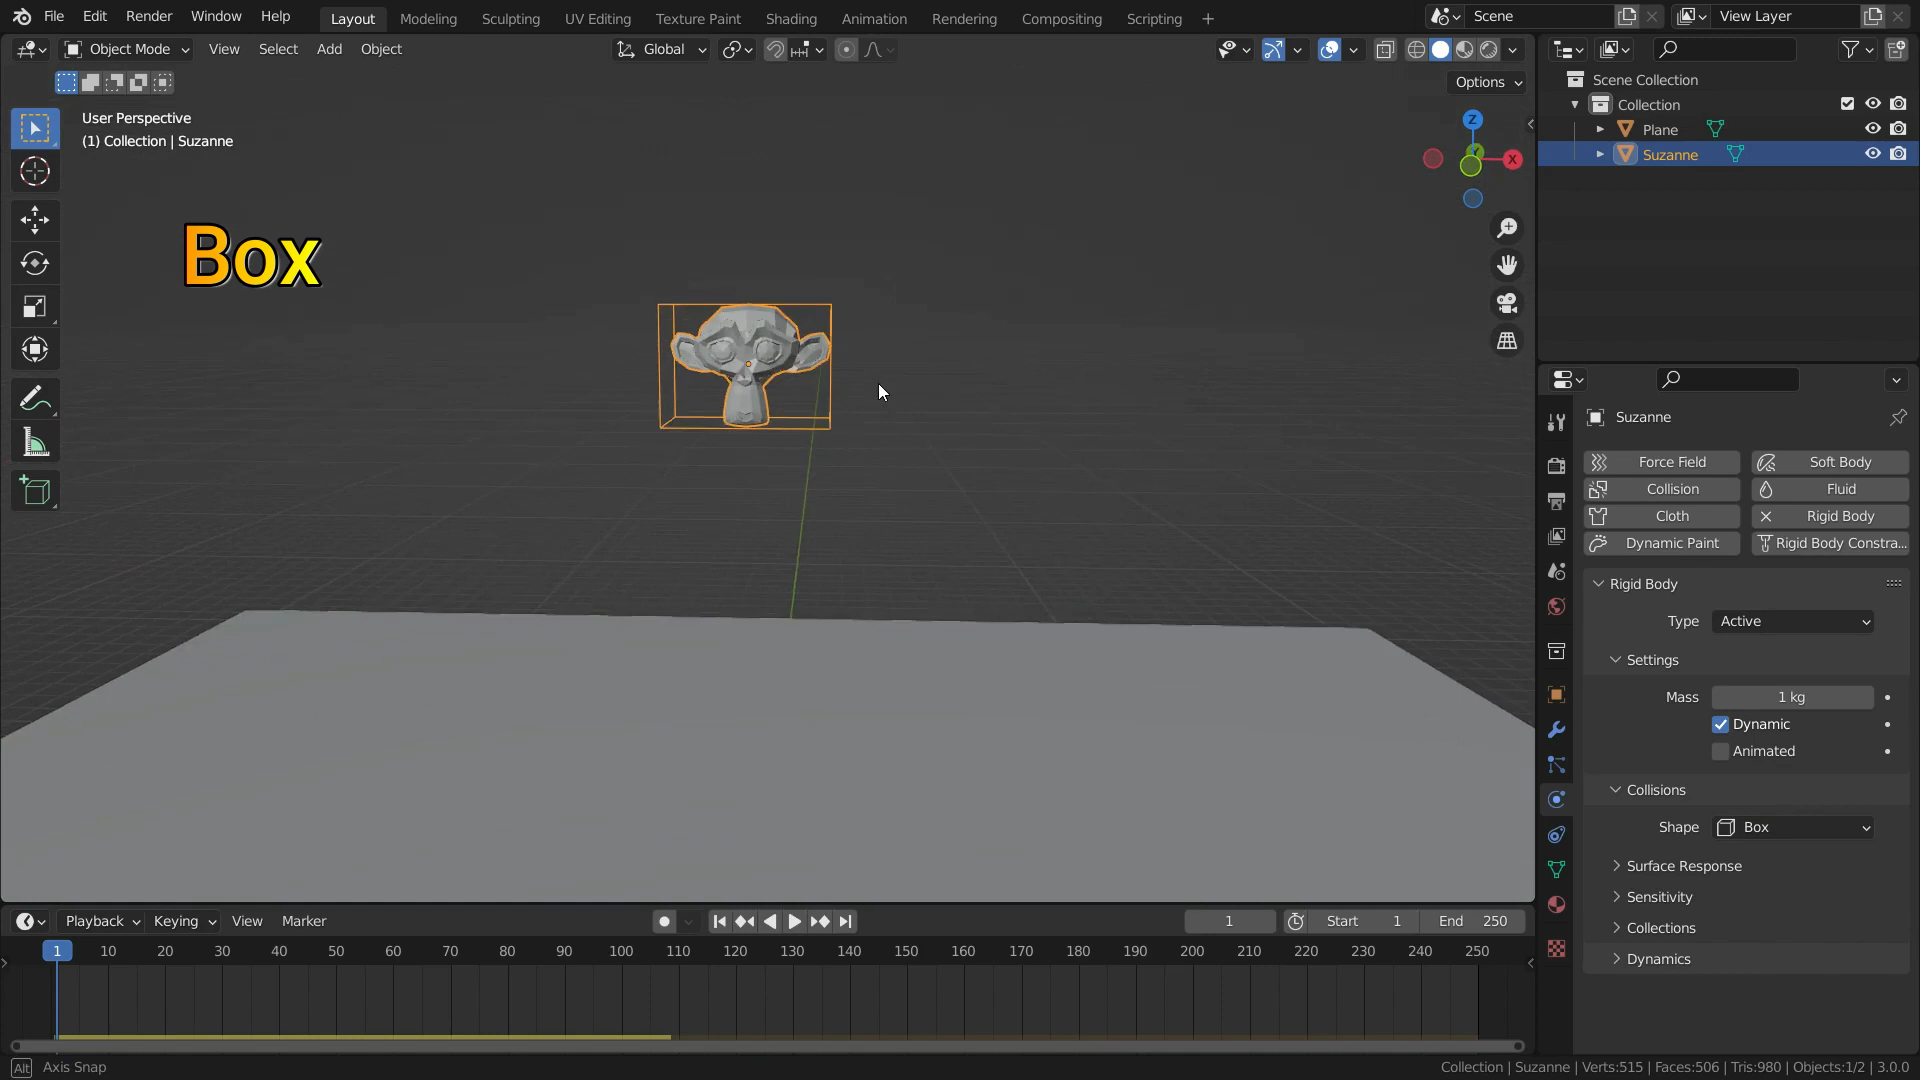 File Edit Render Window Help
Layout Modeling Sculpting UV Editing Texture Paint Shading Animation Rendering Compositing Scripting +
Scene
View Layer
Object Mode View Select Add Object
Global
Options
User Perspective
(1) Collection | Suzanne
Z
X
Box
Scene Collection
Collection
Plane
Suzanne
Suzanne
Force Field
Soft Body
Collision
Fluid
Cloth
Rigid Body
Dynamic Paint
Rigid Body Constra...
Rigid Body
Type Active
Settings
Mass 1 kg
Dynamic
Animated
Collisions
Shape Box
Surface Response
Sensitivity
Collections
Dynamics
Playback Keying View Marker
1
Start 1 End 250
1 10 20 30 40 50 60 70 80 90 100 110 120 130 140 150 160 170 180 190 200 210 220 230 240 250
Alt Axis Snap
Collection | Suzanne | Verts:515 | Faces:506 | Tris:980 | Objects:1/2 | 3.0.0